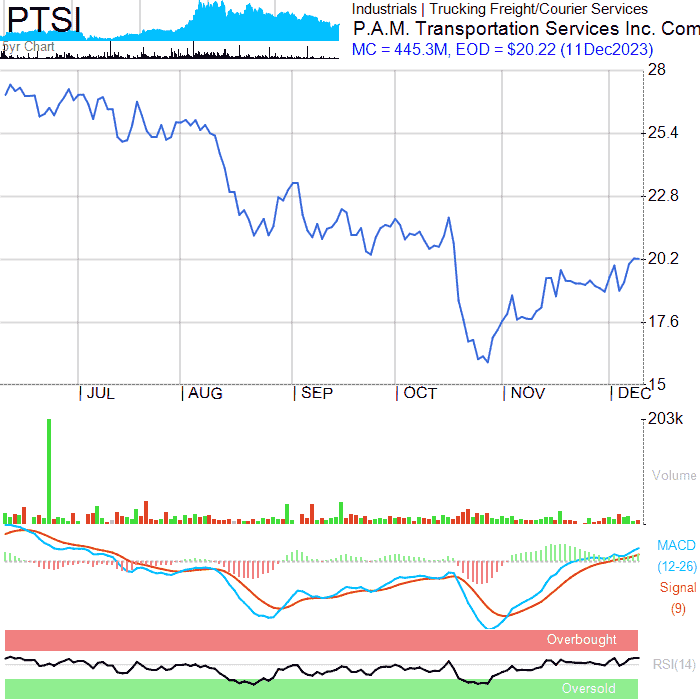 PTSI
5yr Chart
Industrials | Trucking Freight/Courier Services
P.A.M. Transportation Services Inc. Com
MC = 445.3M, EOD = $20.22 (11Dec2023)
28
25.4
22.8
20.2
17.6
15
JUL AUG SEP OCT NOV DEC
203k
Volume
MACD
(12-26)
Signal
(9)
Overbought
RSI(14)
Oversold